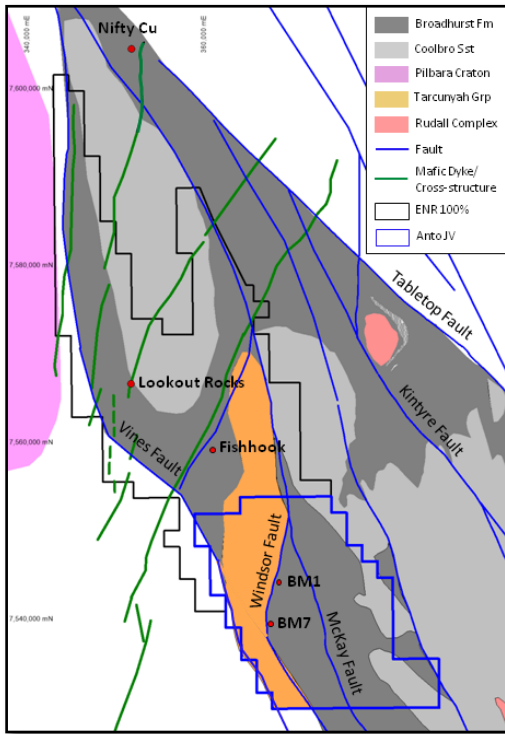 340,000 mE
360,000 mE
Nifty Cu
7,600,000 mN
7,580,000 mN
7,560,000 mN
7,540,000 mN
Broadhurst Fm
Coolbro Sst
Pilbara Craton
Tarcunyah Grp
Rudall Complex
Fault
Mafic Dyke/
Cross-structure
ENR 100%
Anto JV
Tabletop Fault
Kintyre Fault
Lookout Rocks
Vines Fault
Fishhook
Windsor Fault
BM1
BM7
McKay Fault